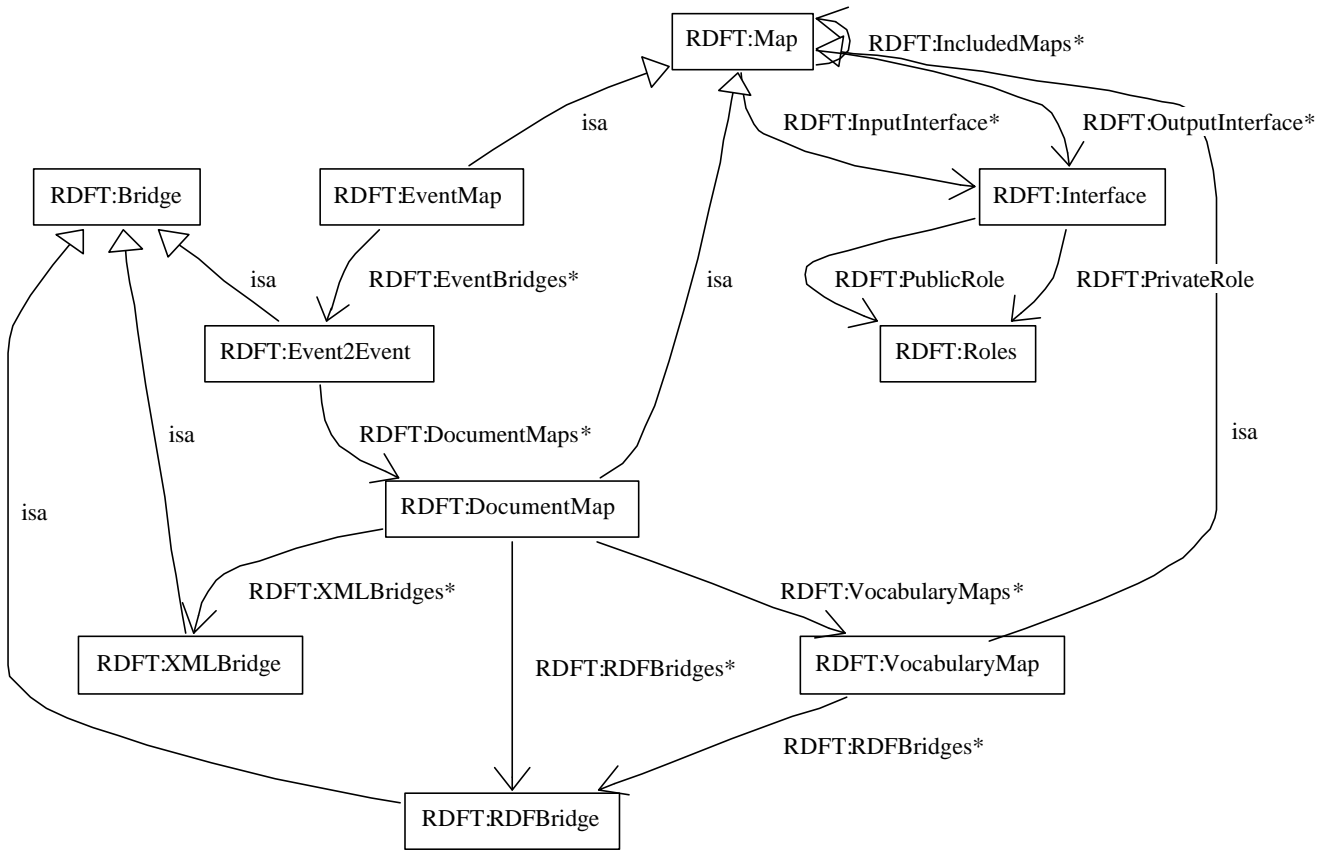 RDFT:Map
RDFT:IncludedMaps*
isa
RDFT:InputInterface*
RDFT:OutputInterface*
RDFT:Bridge
RDFT:EventMap
RDFT:Interface
isa
RDFT:EventBridges*
isa
RDFT:PublicRole
RDFT:PrivateRole
RDFT:Event2Event
RDFT:Roles
isa
RDFT:DocumentMaps*
isa
RDFT:DocumentMap
isa
RDFT:XMLBridges*
RDFT:VocabularyMaps*
RDFT:XMLBridge
RDFT:RDFBridges*
RDFT:VocabularyMap
RDFT:RDFBridges*
RDFT:RDFBridge